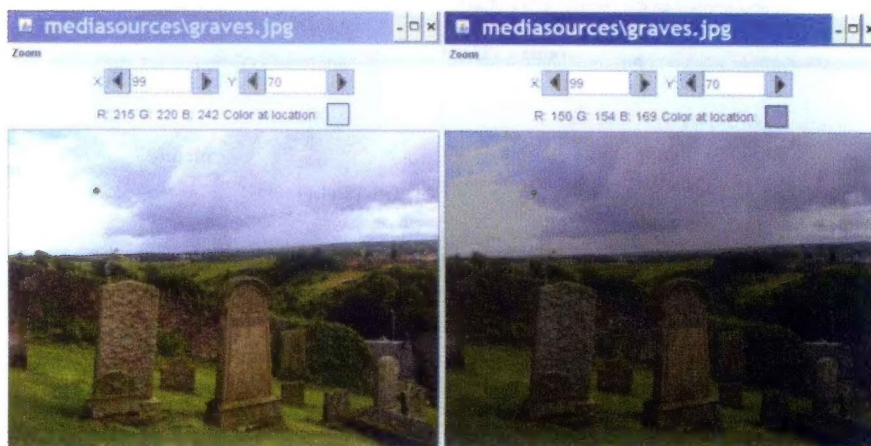 mediasources\graves.jpg
Zoom
X: 99 Y: 70
R: 215 G: 220 B: 242 Color at location:
mediasources\graves.jpg
Zoom
X: 99 Y: 70
R: 150 G: 154 B: 169 Color at location: